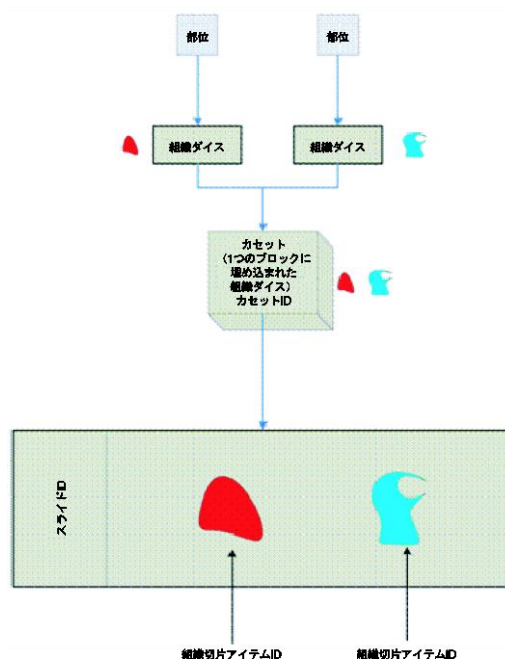 部位
部位
組織ダイス
組織ダイス
カセット
（1つのブロックに
埋め込まれた
組織ダイス）
カセットID
スライドID
組織切片アイテムID
組織切片アイテムID